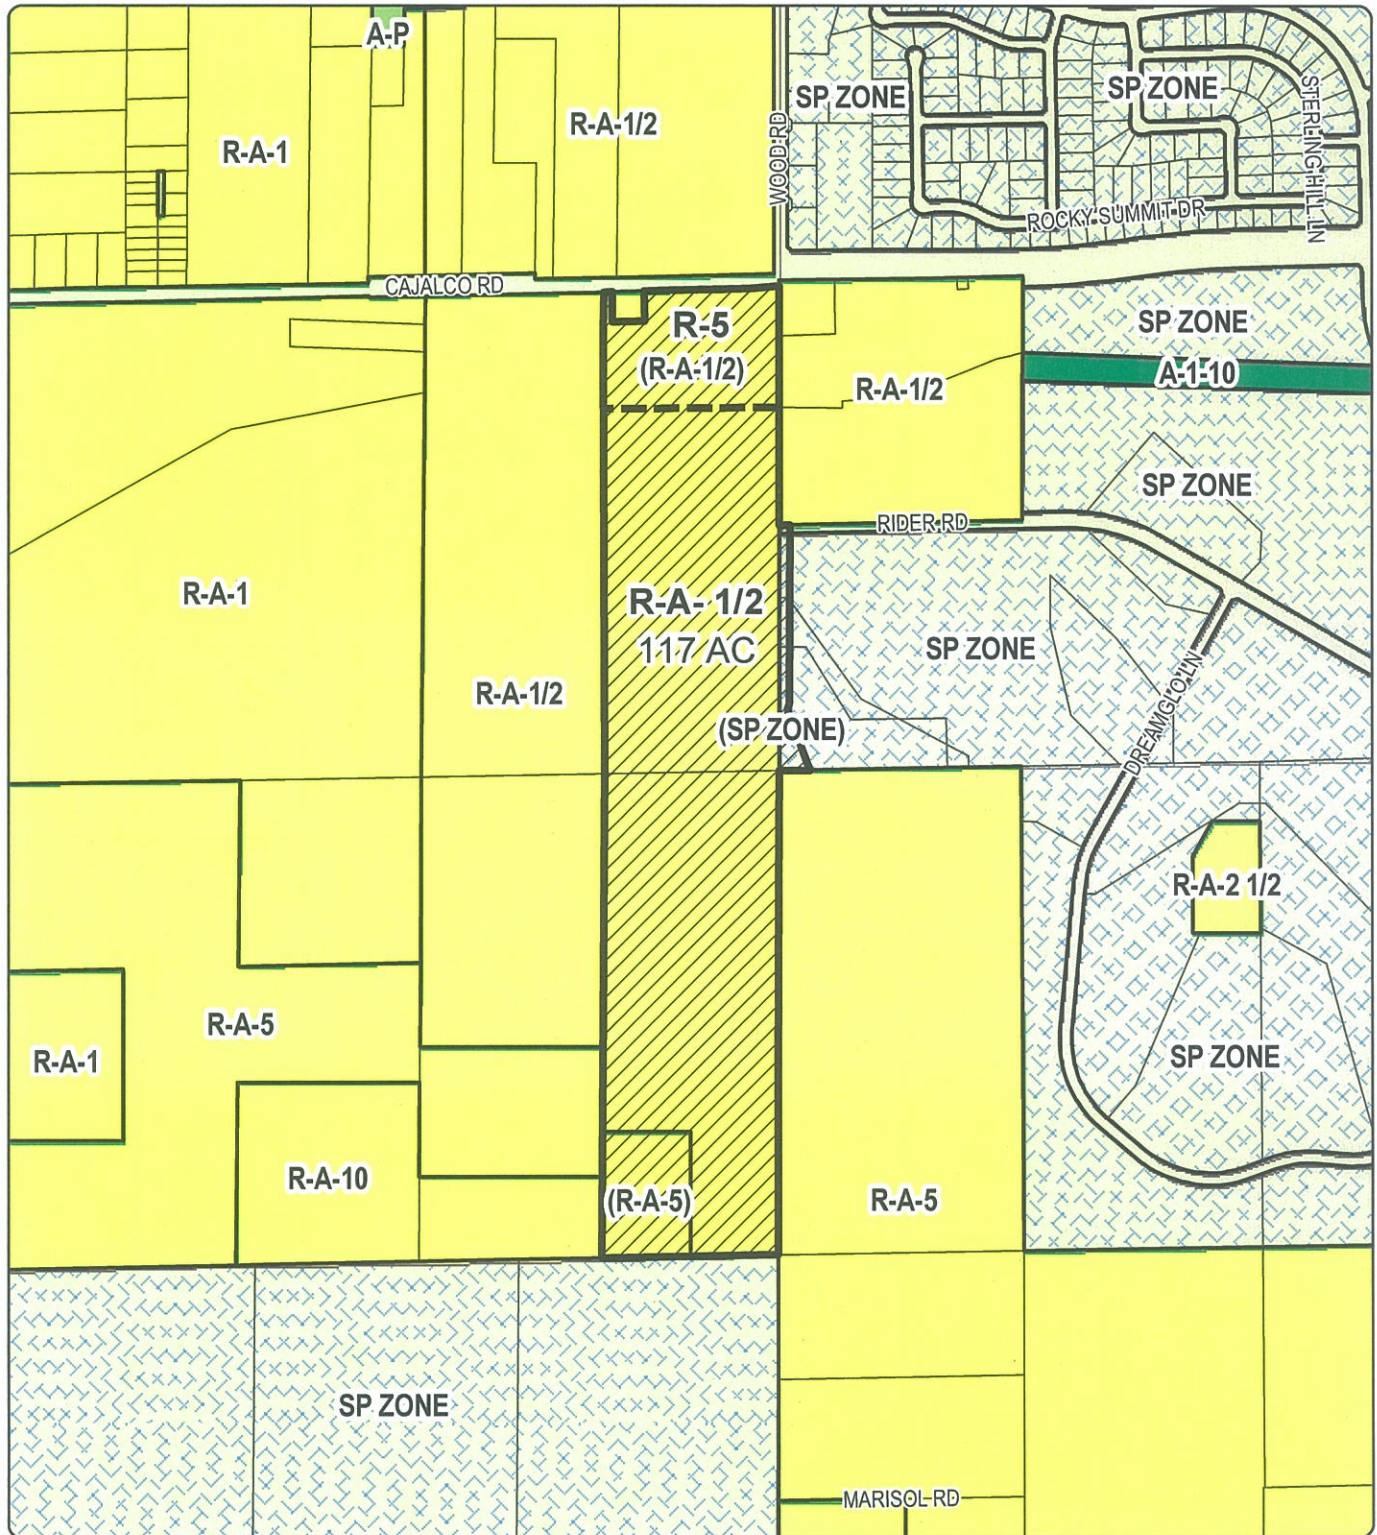 A-P
SP ZONE
SP ZONE
R-A-1/2
R-A-1
WOOD RD
STERLING HILL LN
ROCKY SUMMIT DR
CAJALCO RD
R-5
(R-A-1/2)
SP ZONE
A-1-10
R-A-1/2
SP ZONE
RIDER RD
R-A-1
R-A- 1/2
117 AC
SP ZONE
R-A-1/2
DREAMGLO LN
(SP ZONE)
R-A-2 1/2
R-A-5
R-A-1
SP ZONE
R-A-10
(R-A-5)
R-A-5
SP ZONE
MARISOL RD